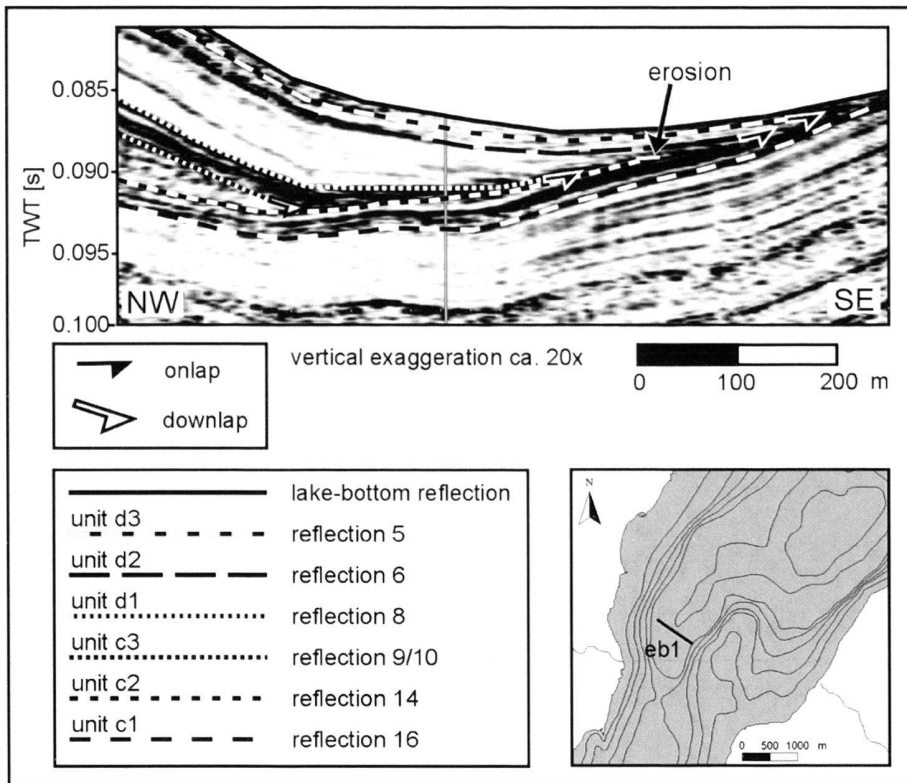 erosion
0.085
0.090
0.095
0.100
TWT [s]
NW
SE
onlap
downlap
vertical exaggeration ca. 20x
0 100 200 m
lake-bottom reflection
unit d3
reflection 5
unit d2
reflection 6
unit d1
reflection 8
unit c3
reflection 9/10
unit c2
reflection 14
unit c1
reflection 16
N
eb1
0 500 1000 m